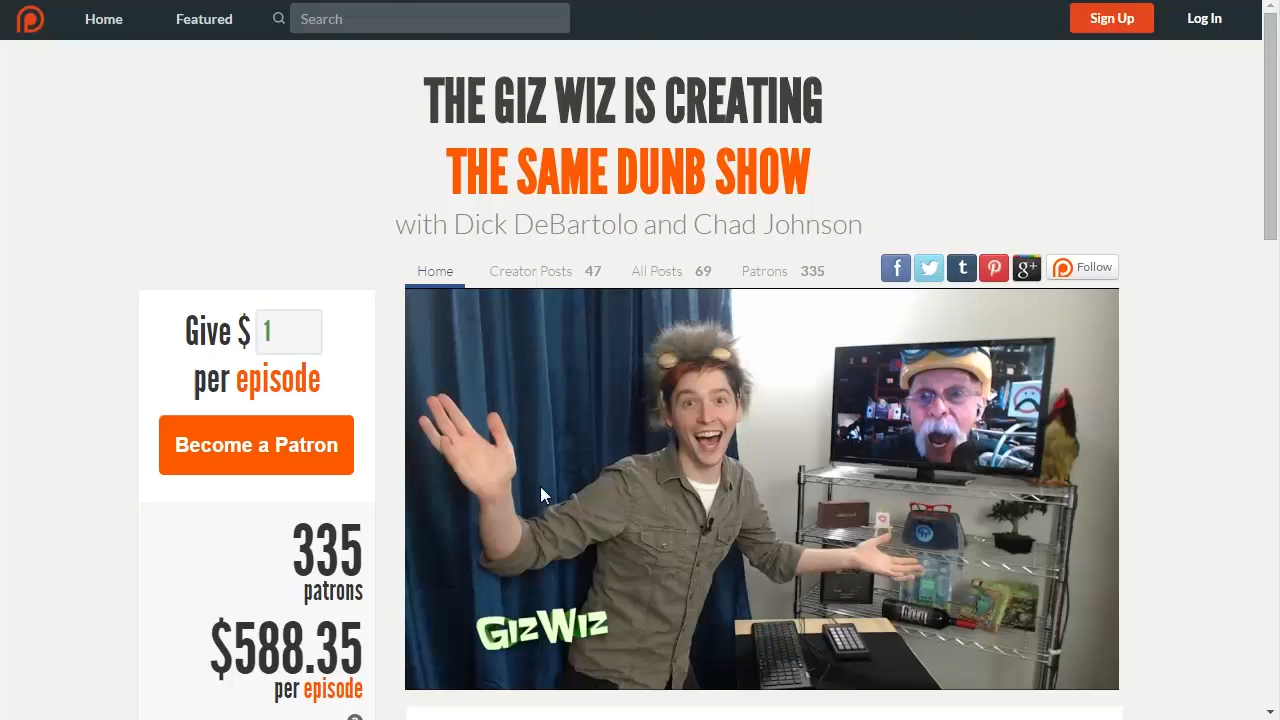 Home Featured Search Sign Up Log In
THE GIZ WIZ IS CREATING
THE SAME DUNB SHOW
with Dick DeBartolo and Chad Johnson
Home Creator Posts 47 All Posts 69 Patrons 335 f t g+ Follow
Give $ 1
per episode
Become a Patron
335
patrons
$588.35
per episode
GizWiz